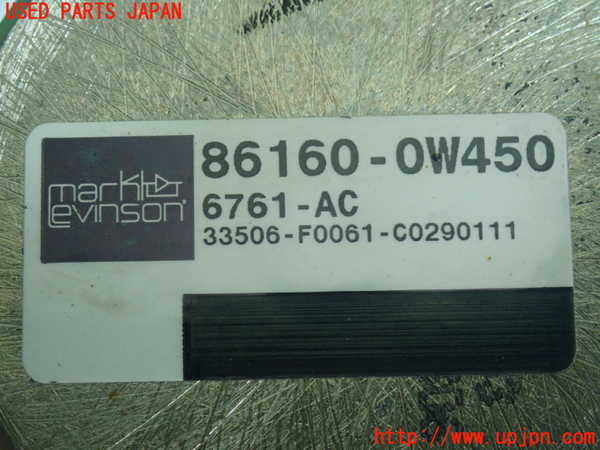 USED PARTS JAPAN
mark
levinson
86160-0W450
6761-AC
33506-F0061-C0290111
http://www.upjpn.com